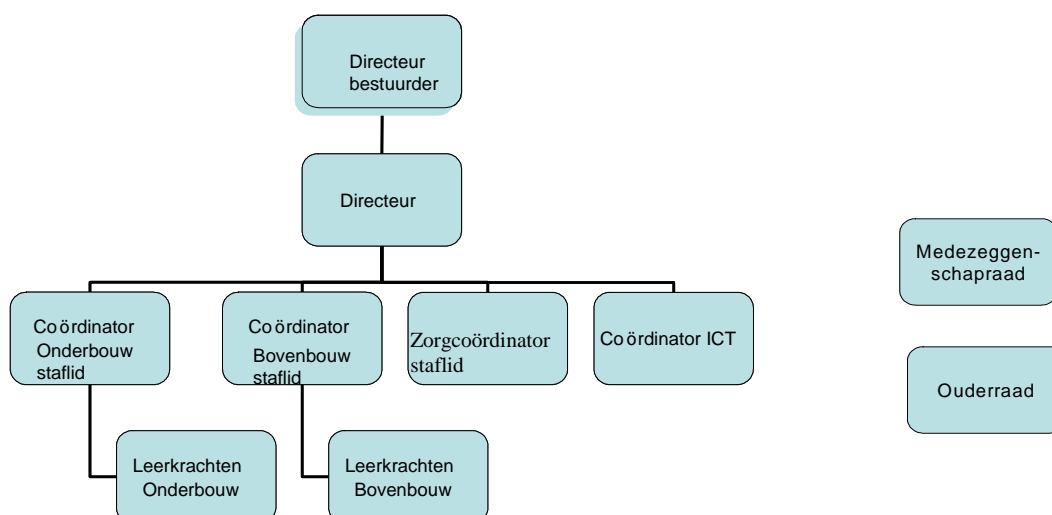 Directeur
bestuurder
Directeur
Medezeggen-
schapraad
Coördinator
Onderbouw
staflid
Coördinator
Bovenbouw
staflid
Zorgcoördinator
staflid
Coördinator ICT
Ouderraad
Leerkrachten
Onderbouw
Leerkrachten
Bovenbouw